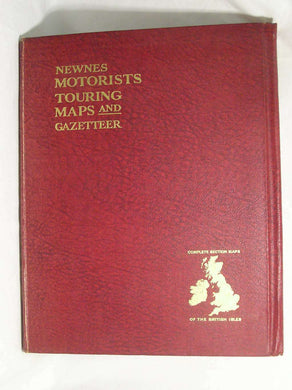 NEWNES
MOTORISTS
TOURING
MAPS AND
GAZETTEER
COMPLETE SECTION MAPS
OF THE BRITISH ISLES